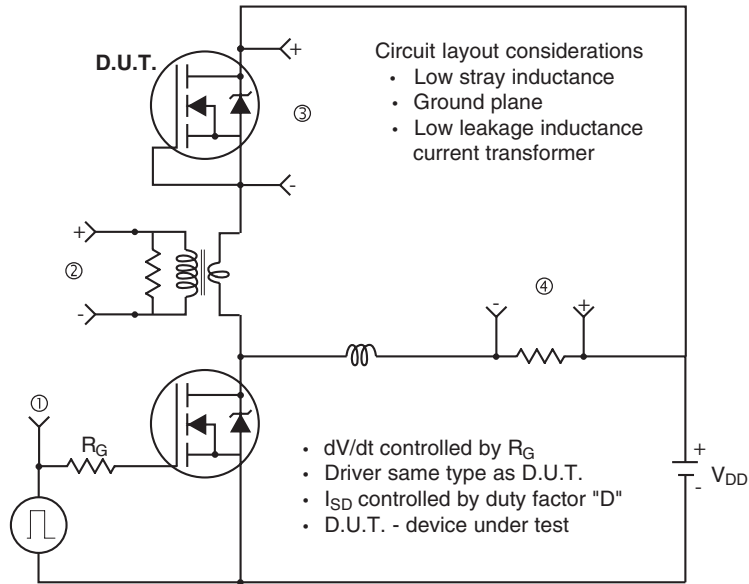 D.U.T.
+
③
-
Circuit layout considerations
• Low stray inductance
• Ground plane
• Low leakage inductance
current transformer
+
②
-
-
④
+
①
R_G
• dV/dt controlled by R_G
• Driver same type as D.U.T.
• I_SD controlled by duty factor "D"
• D.U.T. - device under test
+
V_DD
-